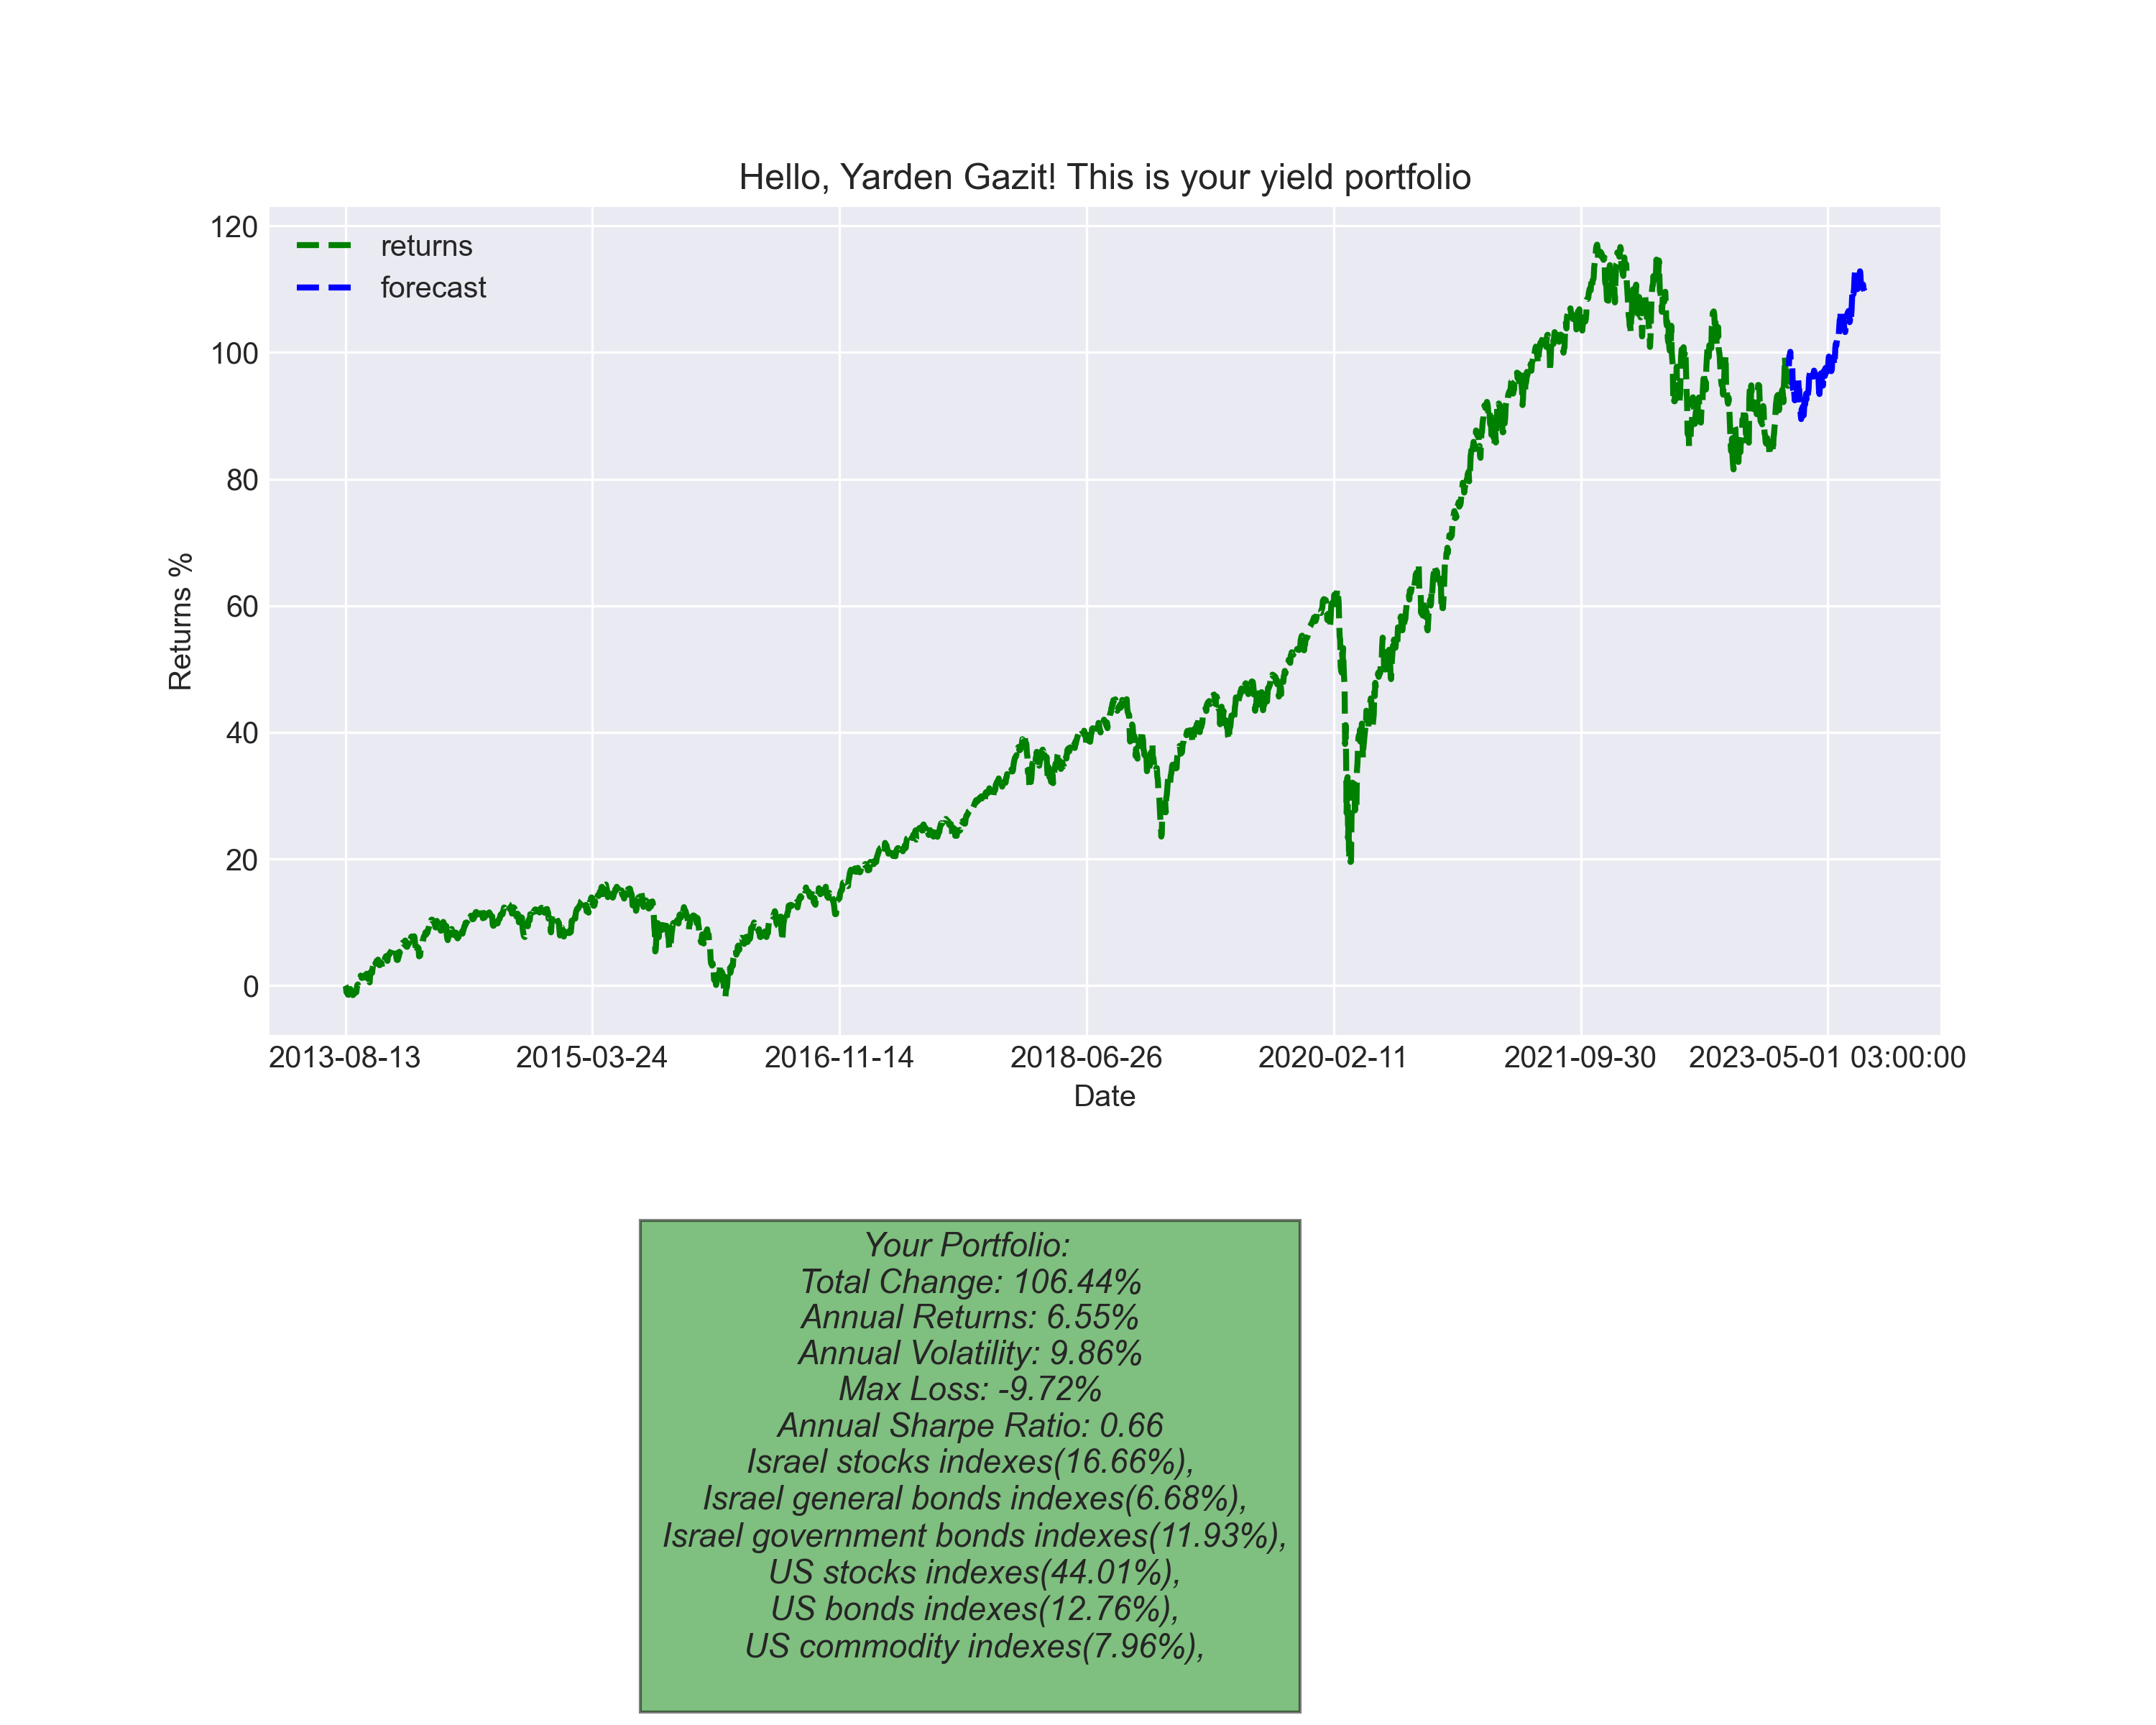 Hello, Yarden Gazit! This is your yield portfolio
returns
forecast
120
100
80
60
40
20
0
Returns %
2013-08-13 2015-03-24 2016-11-14 2018-06-26 2020-02-11 2021-09-30 2023-05-01 03:00:00
Date
Your Portfolio:
Total Change: 106.44%
Annual Returns: 6.55%
Annual Volatility: 9.86%
Max Loss: -9.72%
Annual Sharpe Ratio: 0.66
Israel stocks indexes(16.66%),
Israel general bonds indexes(6.68%),
Israel government bonds indexes(11.93%),
US stocks indexes(44.01%),
US bonds indexes(12.76%),
US commodity indexes(7.96%),